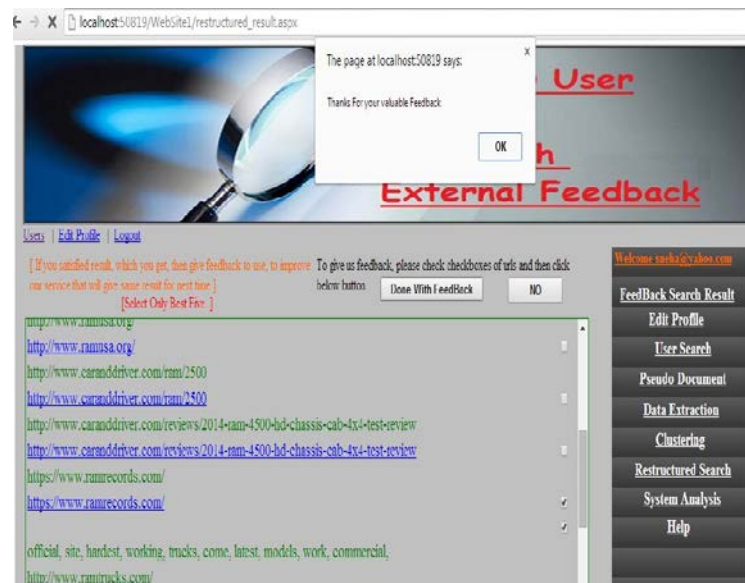 localhost:50819/WebSite1/restructured_result.aspx
The page at localhost:50819 says:
x
Thanks For your valuable Feedback
OK
User
h
External Feedback
Users | Edit Profile | Logout
[ If you satisfied result, which you get, then give feedback to use, to improve
our service that will give same result for next time ]
[Select Only Best Five ]
To give us feedback, please check checkboxes of urls and then click
below button
Done With FeedBack
NO
http://www.ramusa.org/
http://www.ramusa.org/
http://www.caranddriver.com/ram/2500
http://www.caranddriver.com/ram/2500
http://www.caranddriver.com/reviews/2014-ram-4500-hd-chassis-cab-4x4-test-review
http://www.caranddriver.com/reviews/2014-ram-4500-hd-chassis-cab-4x4-test-review
https://www.ramrecords.com/
https://www.ramrecords.com/
official, site, hardest, working, trucks, come, latest, models, work, commercial,
http://www.ramtrucks.com/
Welcome sneha@yahoo.com
FeedBack Search Result
Edit Profile
User Search
Pseudo Document
Data Extraction
Clustering
Restructured Search
System Analysis
Help